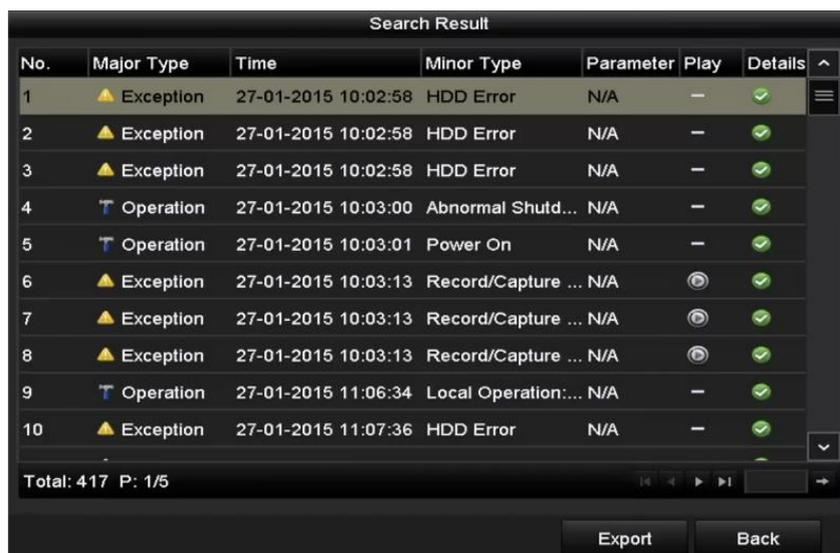 Search Result
No. Major Type Time Minor Type Parameter Play Details
1 Exception 27-01-2015 10:02:58 HDD Error N/A –
2 Exception 27-01-2015 10:02:58 HDD Error N/A –
3 Exception 27-01-2015 10:02:58 HDD Error N/A –
4 Operation 27-01-2015 10:03:00 Abnormal Shutd... N/A –
5 Operation 27-01-2015 10:03:01 Power On N/A –
6 Exception 27-01-2015 10:03:13 Record/Capture ... N/A
7 Exception 27-01-2015 10:03:13 Record/Capture ... N/A
8 Exception 27-01-2015 10:03:13 Record/Capture ... N/A
9 Operation 27-01-2015 11:06:34 Local Operation:... N/A –
10 Exception 27-01-2015 11:07:36 HDD Error N/A –
Total: 417 P: 1/5
Export Back